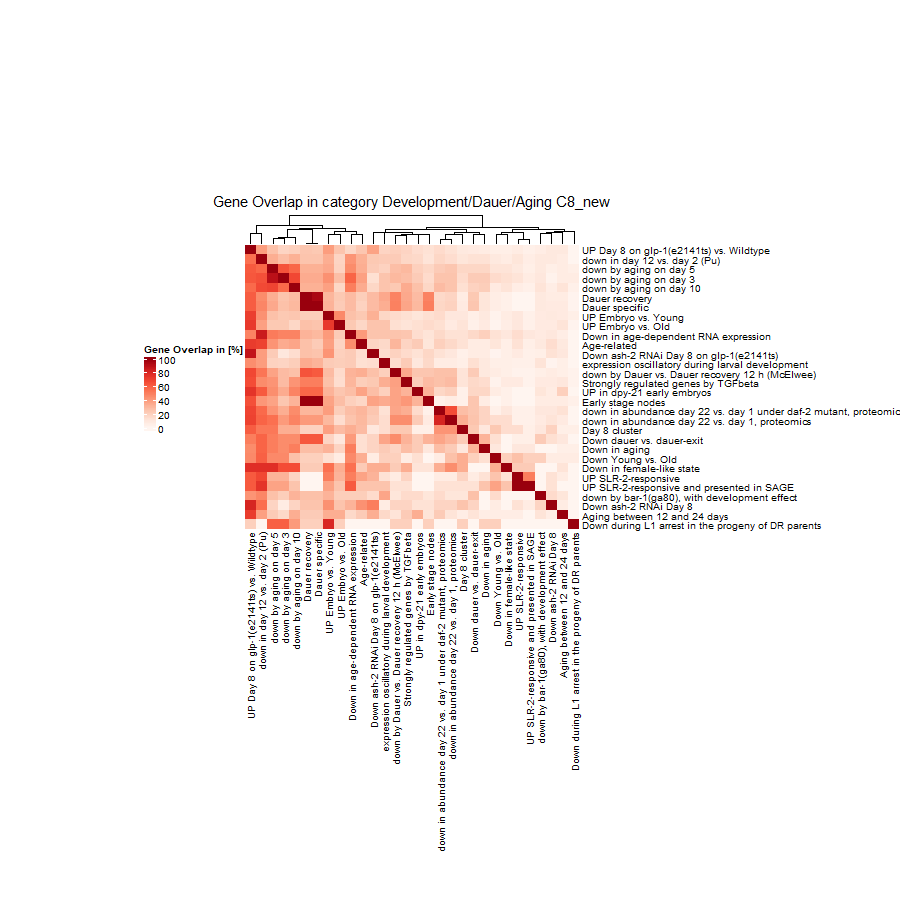 Gene Overlap in category Development/Dauer/Aging C8_new
Gene Overlap in [%]
100
80
60
40
20
0
UP Day 8 on glp-1(e2141ts) vs. Wildtype
down in day 12 vs. day 2 (Pu)
down by aging on day 5
down by aging on day 3
down by aging on day 10
Dauer recovery
Dauer specific
UP Embryo vs. Young
UP Embryo vs. Old
Down in age-dependent RNA expression
Age-related
Down ash-2 RNAi Day 8 on glp-1(e2141ts)
expression oscillatory during larval development
down by Dauer vs. Dauer recovery 12 h (McElwee)
Strongly regulated genes by TGFbeta
UP in dpy-21 early embryos
Early stage nodes
down in abundance day 22 vs. day 1 under daf-2 mutant, proteomic
down in abundance day 22 vs. day 1, proteomics
Day 8 cluster
Down dauer vs. dauer-exit
Down in aging
Down Young vs. Old
Down in female-like state
UP SLR-2-responsive
UP SLR-2-responsive and presented in SAGE
down by bar-1(ga80), with development effect
Down ash-2 RNAi Day 8
Aging between 12 and 24 days
Down during L1 arrest in the progeny of DR parents
UP Day 8 on glp-1(e2141ts) vs. Wildtype
down in day 12 vs. day 2 (Pu)
down by aging on day 5
down by aging on day 3
down by aging on day 10
Dauer recovery
Dauer specific
UP Embryo vs. Young
UP Embryo vs. Old
Down in age-dependent RNA expression
Age-related
Down ash-2 RNAi Day 8 on glp-1(e2141ts)
expression oscillatory during larval development
down by Dauer vs. Dauer recovery 12 h (McElwee)
Strongly regulated genes by TGFbeta
UP in dpy-21 early embryos
Early stage nodes
down in abundance day 22 vs. day 1 under daf-2 mutant, proteomics
down in abundance day 22 vs. day 1, proteomics
Day 8 cluster
Down dauer vs. dauer-exit
Down in aging
Down Young vs. Old
Down in female-like state
UP SLR-2-responsive
UP SLR-2-responsive and presented in SAGE
down by bar-1(ga80), with development effect
Down ash-2 RNAi Day 8
Aging between 12 and 24 days
Down during L1 arrest in the progeny of DR parents